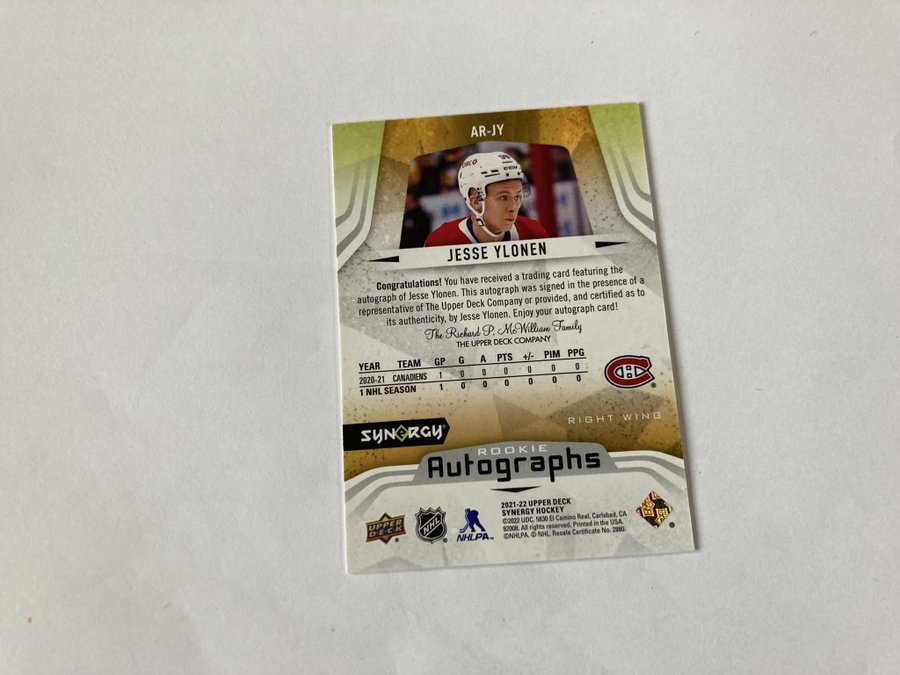 AR-JY
JESSE YLONEN
Congratulations! You have received a trading card featuring the
autograph of Jesse Ylonen. This autograph was signed in the presence of a
representative of The Upper Deck Company or provided, and certified as to
its authenticity, by Jesse Ylonen. Enjoy your autograph card!
The Richard P. McWilliam Family
THE UPPER DECK COMPANY
YEAR TEAM GP G A PTS +/- PIM PPG
2020-21 CANADIENS 1 0 0 0 0 0 0
1 NHL SEASON 1 0 0 0 0 0 0
RIGHT WING
SYNERGY®
ROOKIE
Autographs
2021-22 UPPER DECK
SYNERGY HOCKEY
©2022 UDC. 5830 El Camino Real, Carlsbad, CA
92008. All rights reserved. Printed in the USA.
©NHLPA. © NHL. Resale Certificate No. 2880.
UPPER
DECK
NHL
NHLPA™